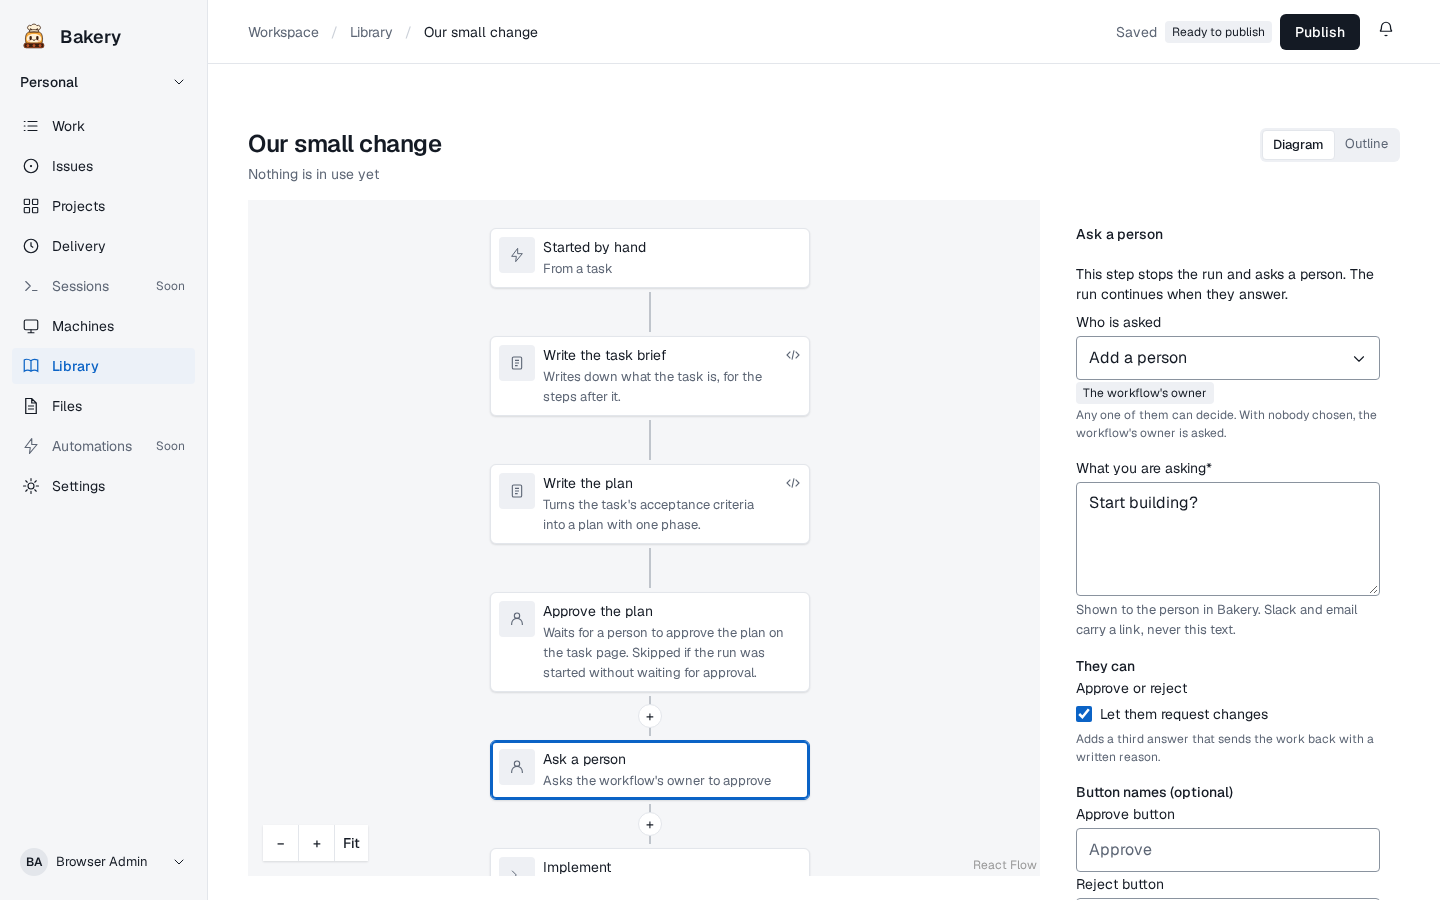 Bakery
Personal
Work
Issues
Projects
Delivery
Sessions Soon
Machines
Library
Files
Automations Soon
Settings
BA Browser Admin
Workspace / Library / Our small change
Saved Ready to publish Publish
Our small change
Nothing is in use yet
Diagram Outline
Started by hand
From a task
Write the task brief
Writes down what the task is, for the
steps after it.
Write the plan
Turns the task's acceptance criteria
into a plan with one phase.
Approve the plan
Waits for a person to approve the plan on
the task page. Skipped if the run was
started without waiting for approval.
+
Ask a person
Asks the workflow's owner to approve
+
Implement
− + Fit
React Flow
Ask a person
This step stops the run and asks a person. The
run continues when they answer.
Who is asked
Add a person
The workflow's owner
Any one of them can decide. With nobody chosen, the
workflow's owner is asked.
What you are asking*
Start building?
Shown to the person in Bakery. Slack and email
carry a link, never this text.
They can
Approve or reject
Let them request changes
Adds a third answer that sends the work back with a
written reason.
Button names (optional)
Approve button
Approve
Reject button